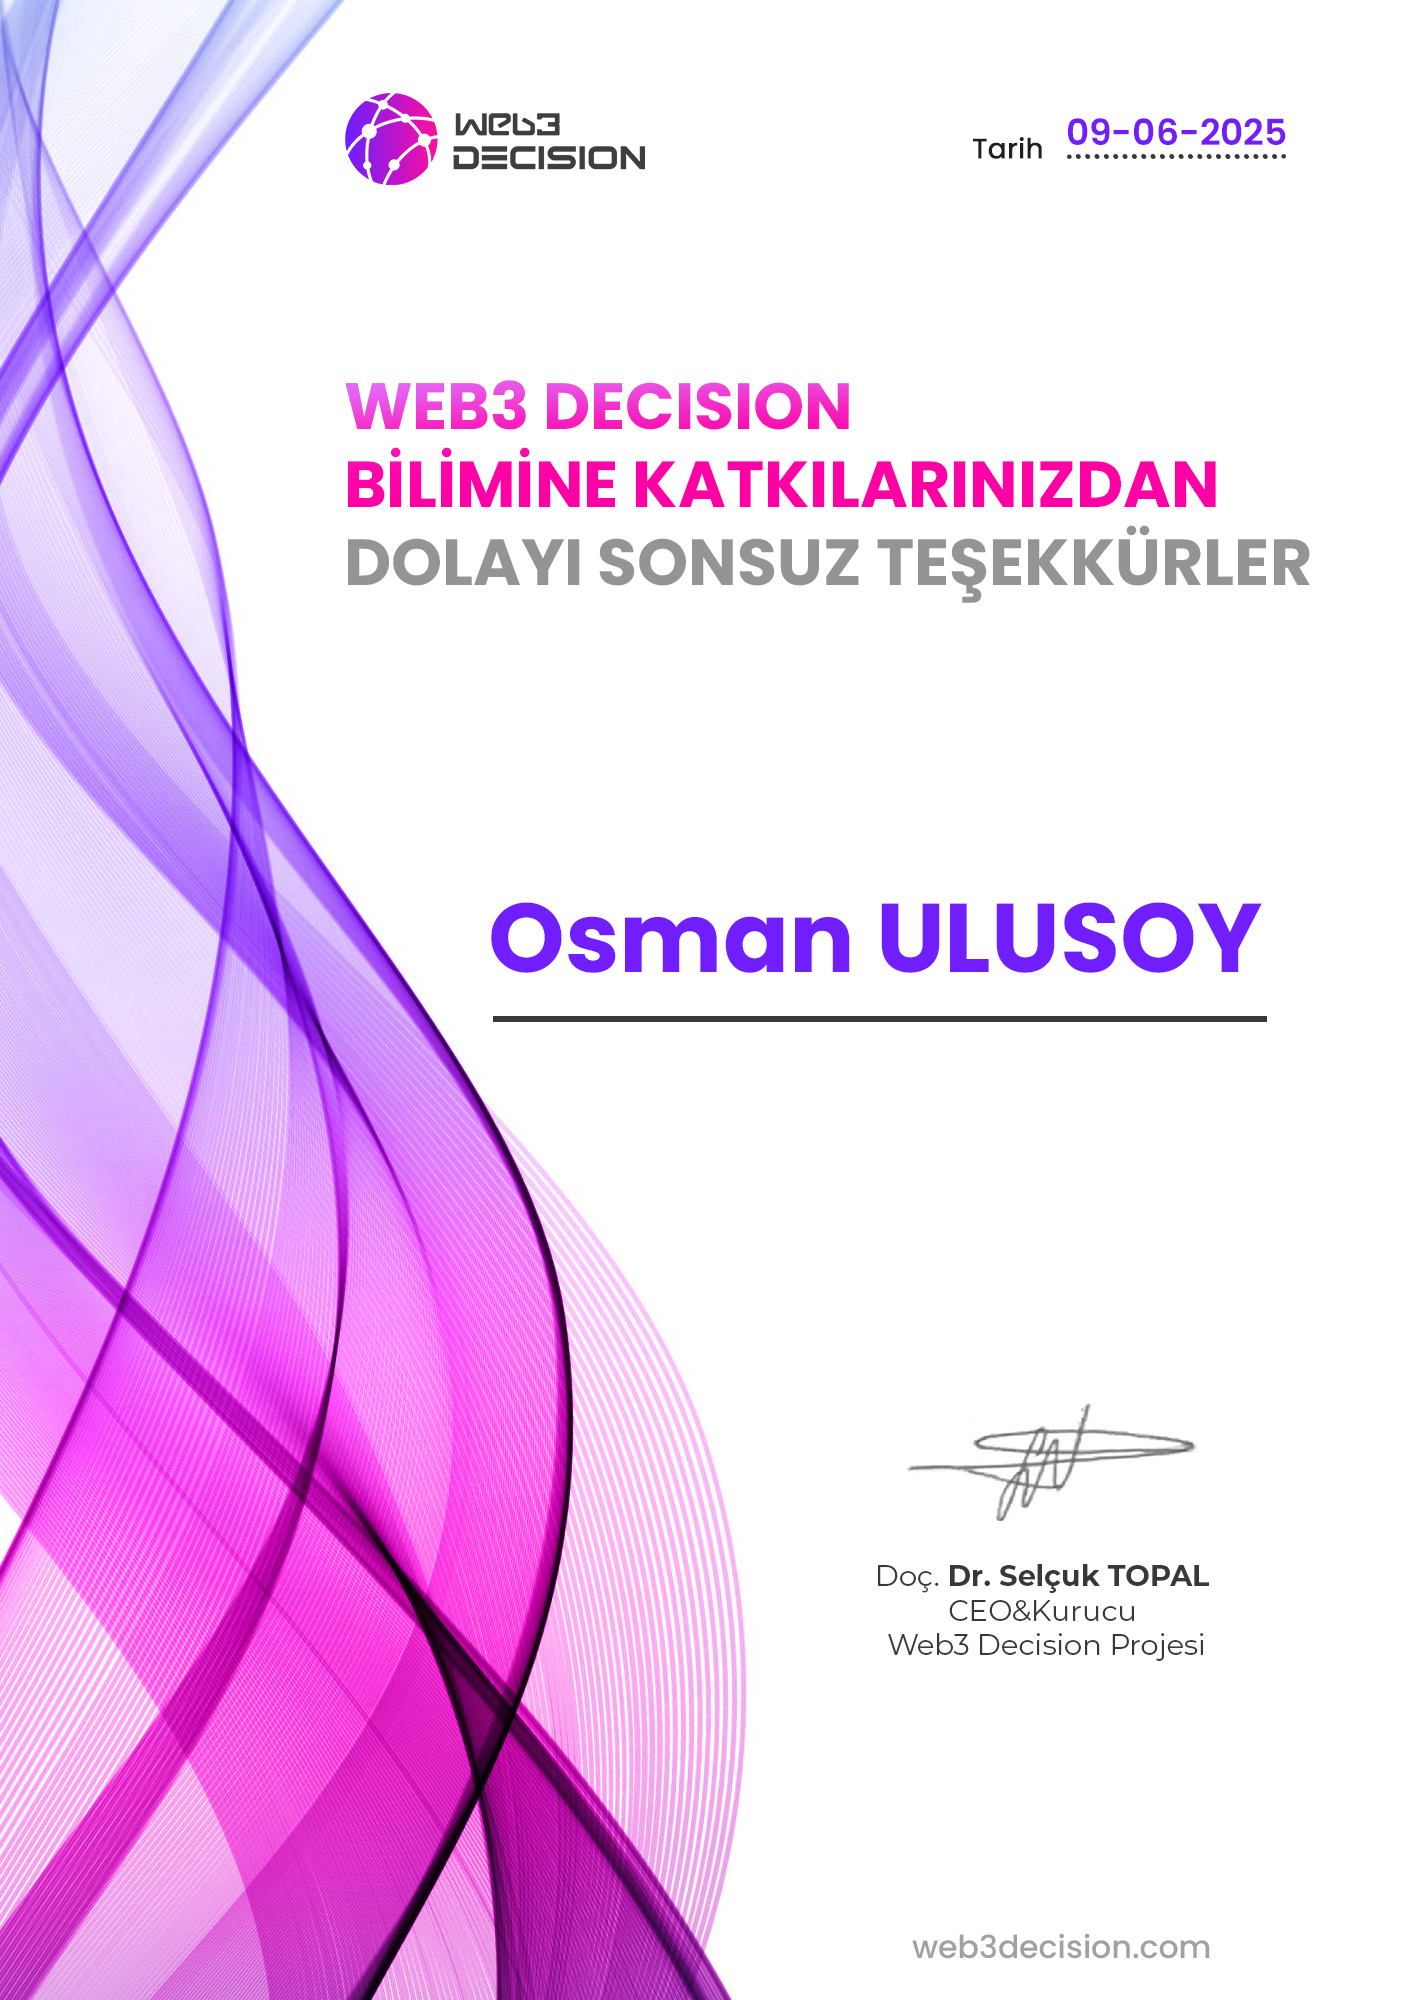 Web3
DECISION
Tarih 09-06-2025
WEB3 DECISION
BİLİMİNE KATKILARINIZDAN
DOLAYI SONSUZ TEŞEKKÜRLER
Osman ULUSOY
Doç. Dr. Selçuk TOPAL
CEO&Kurucu
Web3 Decision Projesi
web3decision.com